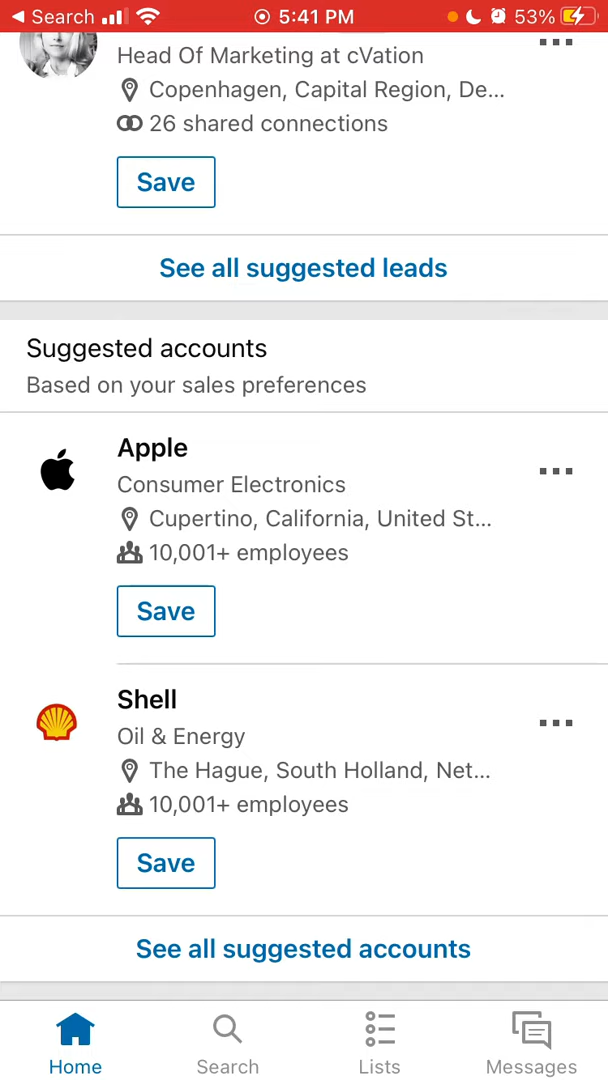 Search
5:41 PM
53%
Head Of Marketing at cVation
Copenhagen, Capital Region, De...
26 shared connections
Save
See all suggested leads
Suggested accounts
Based on your sales preferences
Apple
Consumer Electronics
Cupertino, California, United St...
10,001+ employees
Save
Shell
Oil & Energy
The Hague, South Holland, Net...
10,001+ employees
Save
See all suggested accounts
Home
Search
Lists
Messages